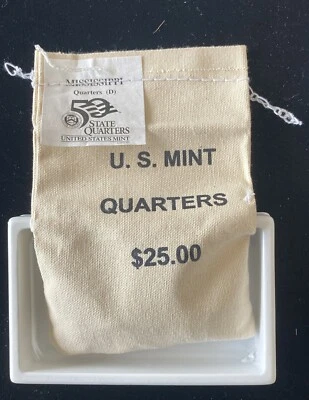 MISSISSIPPI
Quarters (D)
50
STATE
QUARTERS
UNITED STATES MINT
U. S. MINT
QUARTERS
$25.00